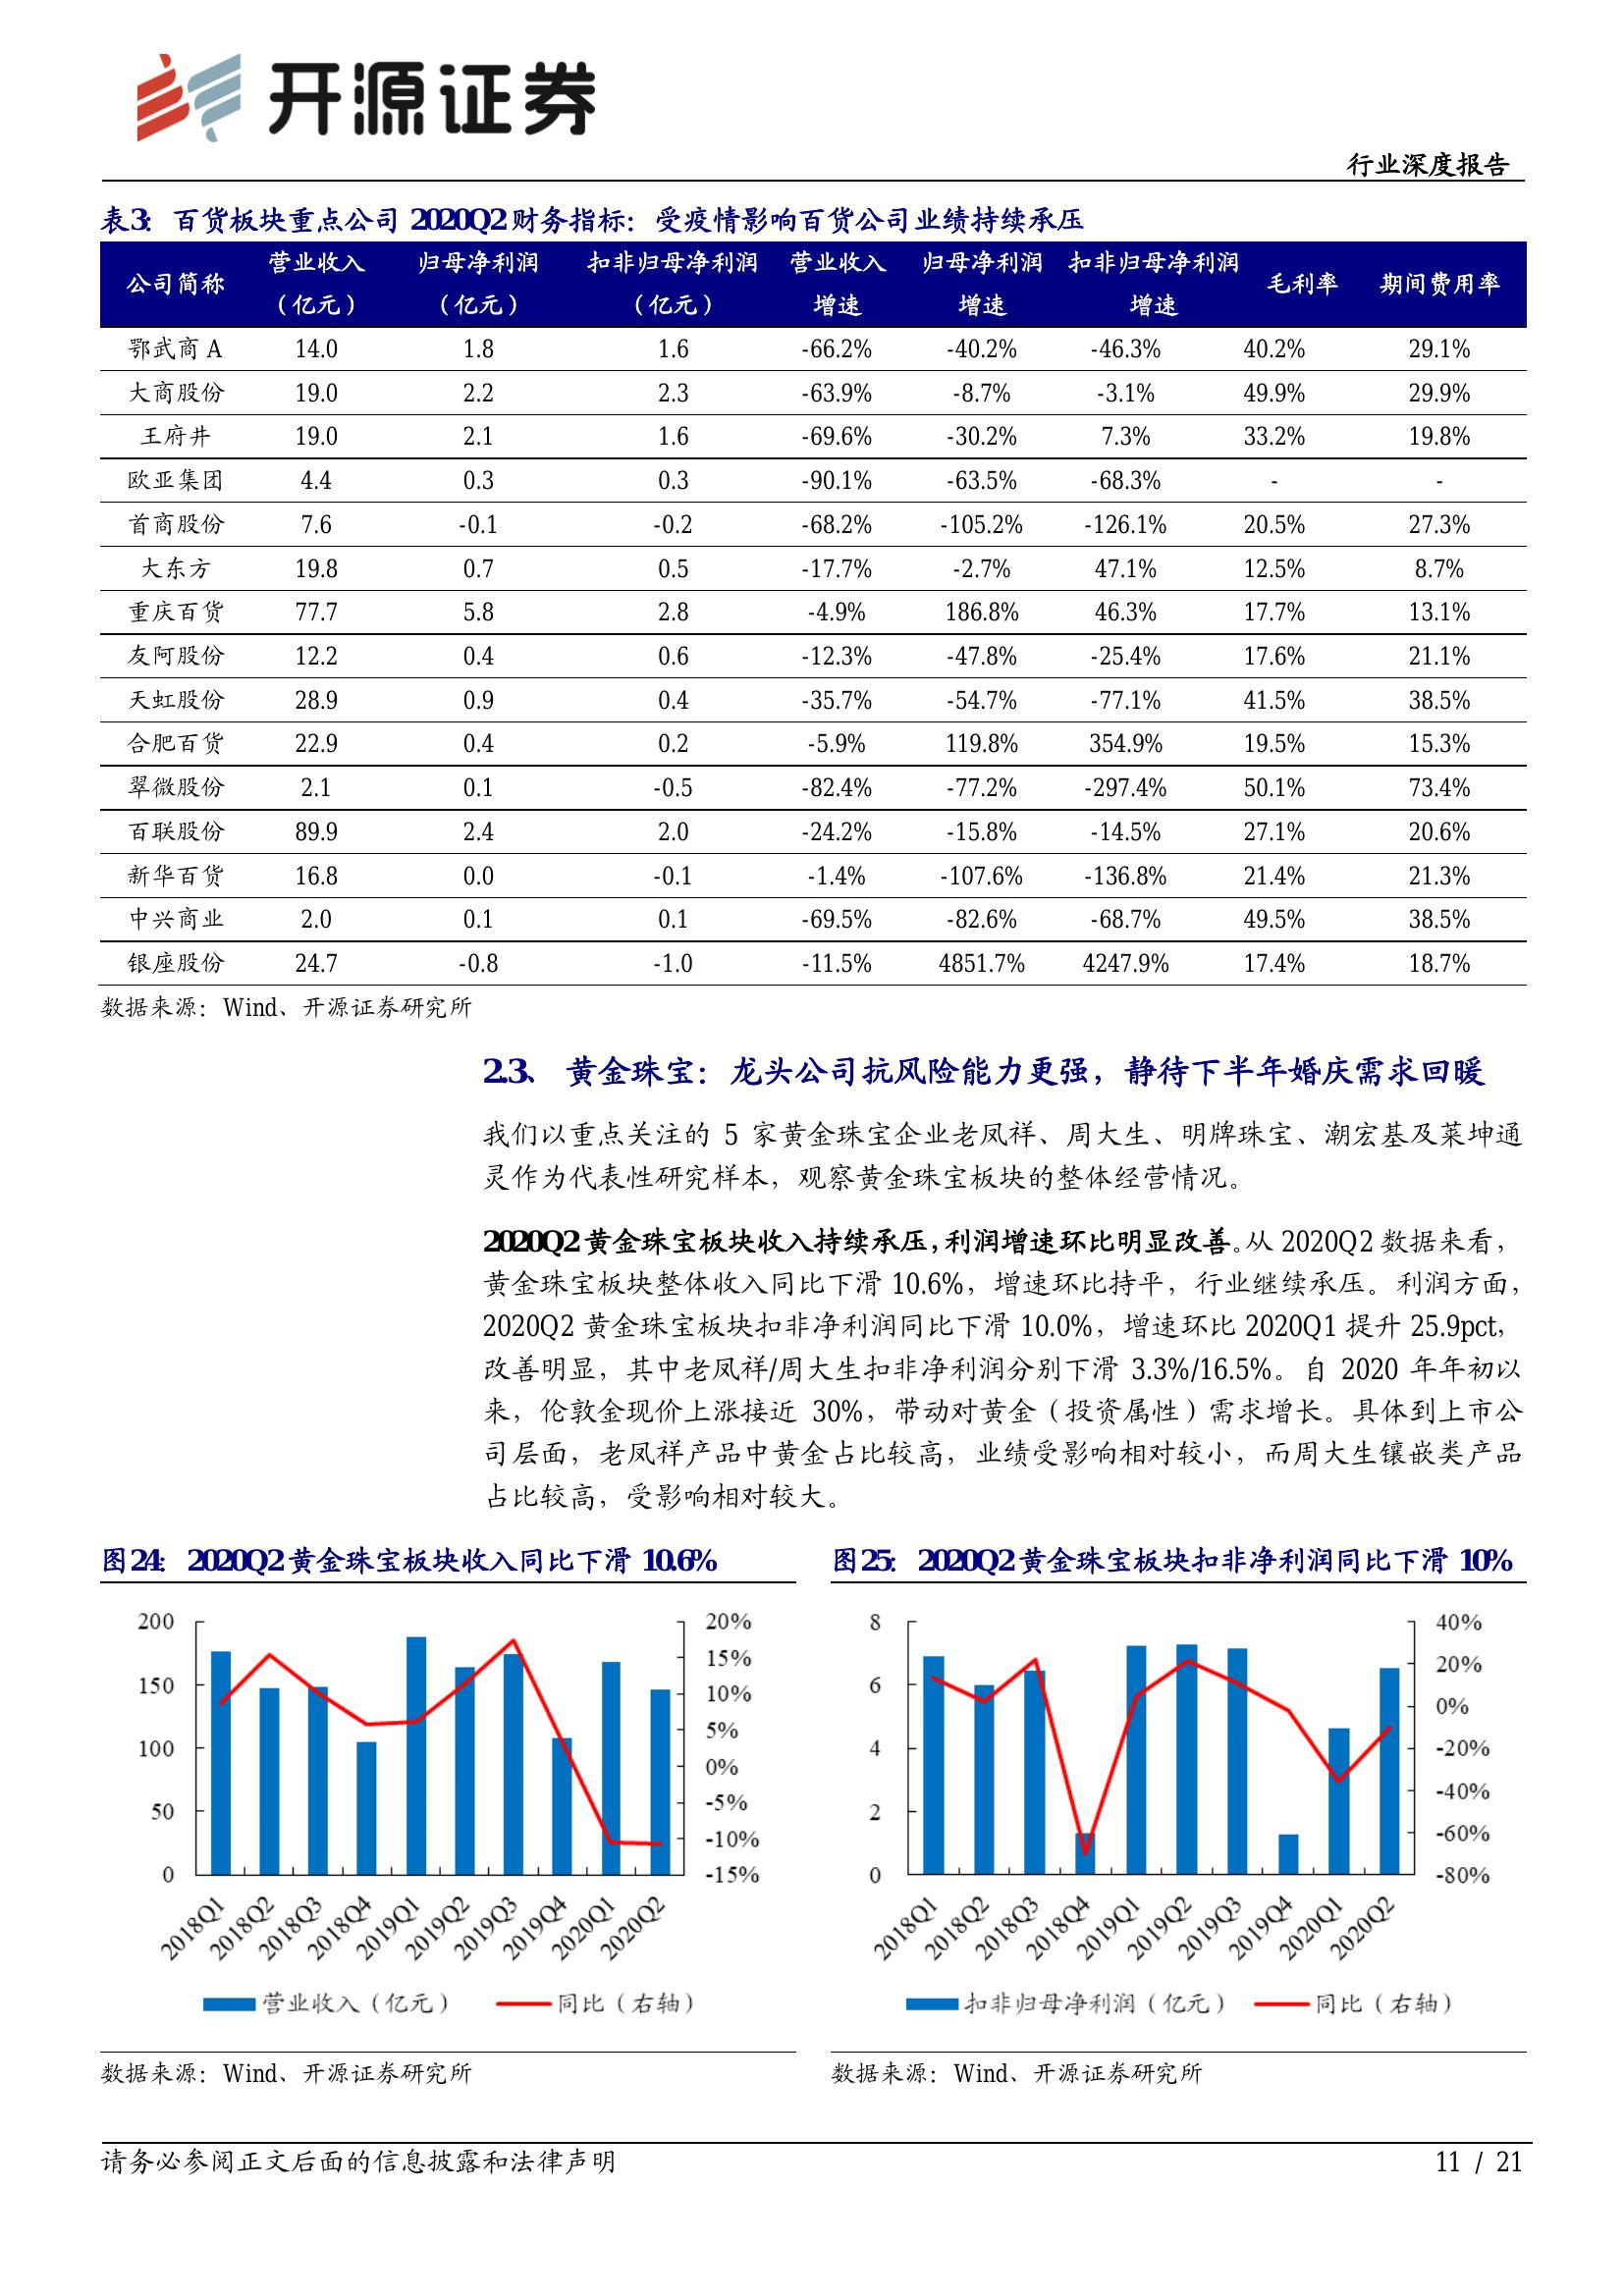 开源证券
行业深度报告
表3：百货板块重点公司 2020Q2 财务指标：受疫情影响百货公司业绩持续承压
公司简称 营业收入（亿元） 归母净利润（亿元） 扣非归母净利润（亿元） 营业收入增速 归母净利润增速 扣非归母净利润增速 毛利率 期间费用率
鄂武商 A 14.0 1.8 1.6 -66.2% -40.2% -46.3% 40.2% 29.1%
大商股份 19.0 2.2 2.3 -63.9% -8.7% -3.1% 49.9% 29.9%
王府井 19.0 2.1 1.6 -69.6% -30.2% 7.3% 33.2% 19.8%
欧亚集团 4.4 0.3 0.3 -90.1% -63.5% -68.3% - -
首商股份 7.6 -0.1 -0.2 -68.2% -105.2% -126.1% 20.5% 27.3%
大东方 19.8 0.7 0.5 -17.7% -2.7% 47.1% 12.5% 8.7%
重庆百货 77.7 5.8 2.8 -4.9% 186.8% 46.3% 17.7% 13.1%
友阿股份 12.2 0.4 0.6 -12.3% -47.8% -25.4% 17.6% 21.1%
天虹股份 28.9 0.9 0.4 -35.7% -54.7% -77.1% 41.5% 38.5%
合肥百货 22.9 0.4 0.2 -5.9% 119.8% 354.9% 19.5% 15.3%
翠微股份 2.1 0.1 -0.5 -82.4% -77.2% -297.4% 50.1% 73.4%
百联股份 89.9 2.4 2.0 -24.2% -15.8% -14.5% 27.1% 20.6%
新华百货 16.8 0.0 -0.1 -1.4% -107.6% -136.8% 21.4% 21.3%
中兴商业 2.0 0.1 0.1 -69.5% -82.6% -68.7% 49.5% 38.5%
银座股份 24.7 -0.8 -1.0 -11.5% 4851.7% 4247.9% 17.4% 18.7%
数据来源：Wind、开源证券研究所
2.3、 黄金珠宝：龙头公司抗风险能力更强，静待下半年婚庆需求回暖
我们以重点关注的 5 家黄金珠宝企业老凤祥、周大生、明牌珠宝、潮宏基及莱坤通
灵作为代表性研究样本，观察黄金珠宝板块的整体经营情况。
2020Q2 黄金珠宝板块收入持续承压，利润增速环比明显改善。从 2020Q2 数据来看，
黄金珠宝板块整体收入同比下滑 10.6%，增速环比持平，行业继续承压。利润方面，
2020Q2 黄金珠宝板块扣非净利润同比下滑 10.0%，增速环比 2020Q1 提升 25.9pct，
改善明显，其中老凤祥/周大生扣非净利润分别下滑 3.3%/16.5%。自 2020 年年初以
来，伦敦金现价上涨接近 30%，带动对黄金（投资属性）需求增长。具体到上市公
司层面，老凤祥产品中黄金占比较高，业绩受影响相对较小，而周大生镶嵌类产品
占比较高，受影响相对较大。
图24：2020Q2 黄金珠宝板块收入同比下滑 10.6%
200 150 100 50 0
20% 15% 10% 5% 0% -5% -10% -15%
2018Q1 2018Q2 2018Q3 2018Q4 2019Q1 2019Q2 2019Q3 2019Q4 2020Q1 2020Q2
营业收入（亿元） 同比（右轴）
数据来源：Wind、开源证券研究所
图25：2020Q2 黄金珠宝板块扣非净利润同比下滑 10%
8 6 4 2 0
40% 20% 0% -20% -40% -60% -80%
2018Q1 2018Q2 2018Q3 2018Q4 2019Q1 2019Q2 2019Q3 2019Q4 2020Q1 2020Q2
扣非归母净利润（亿元） 同比（右轴）
数据来源：Wind、开源证券研究所
请务必参阅正文后面的信息披露和法律声明
11 / 21